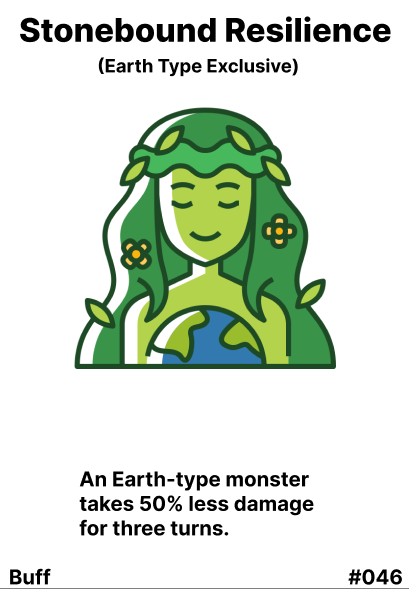 Stonebound Resilience
(Earth Type Exclusive)
An Earth-type monster
takes 50% less damage
for three turns.
Buff
#046